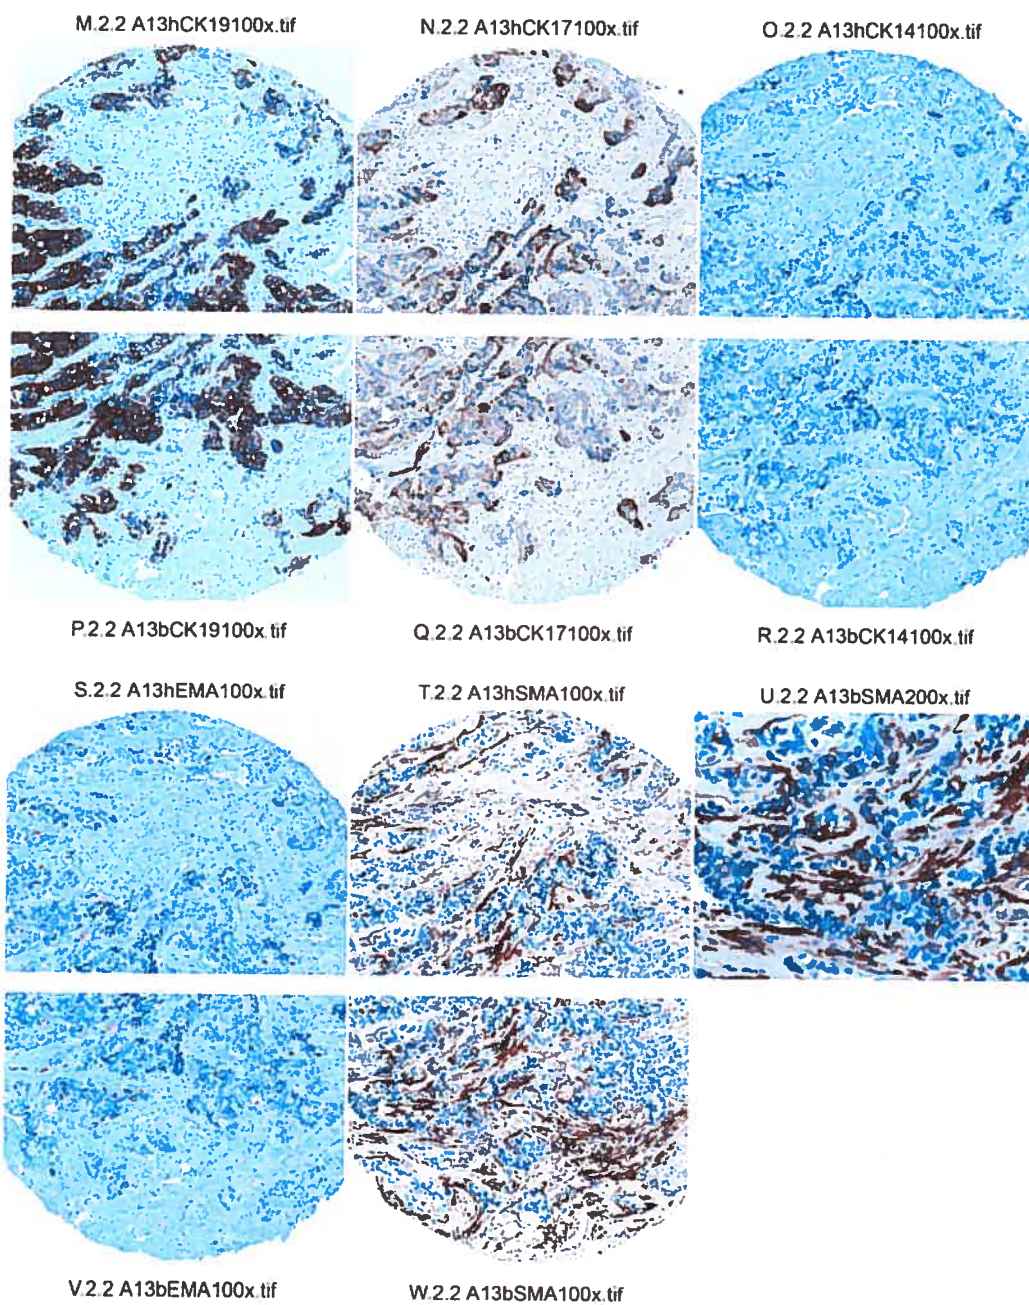 M.2.2 A13hCK19100x.tif
N.2.2 A13hCK17100x.tif
O.2.2 A13hCK14100x.tif
P.2.2 A13bCK19100x.tif
Q.2.2 A13bCK17100x.tif
R.2.2 A13bCK14100x.tif
S.2.2 A13hEMA100x.tif
T.2.2 A13hSMA100x.tif
U.2.2 A13bSMA200x.tif
V.2.2 A13bEMA100x.tif
W.2.2 A13bSMA100x.tif